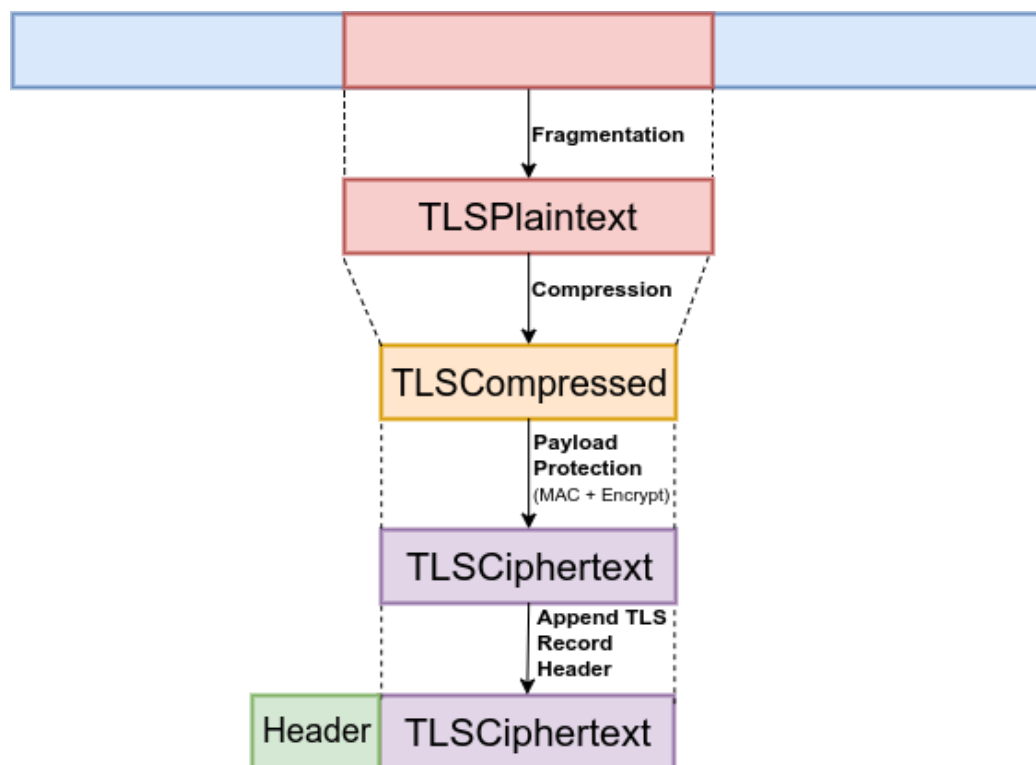 Fragmentation
TLSPlaintext
Compression
TLSCompressed
Payload
Protection
(MAC + Encrypt)
TLSCiphertext
Append TLS
Record
Header
Header
TLSCiphertext